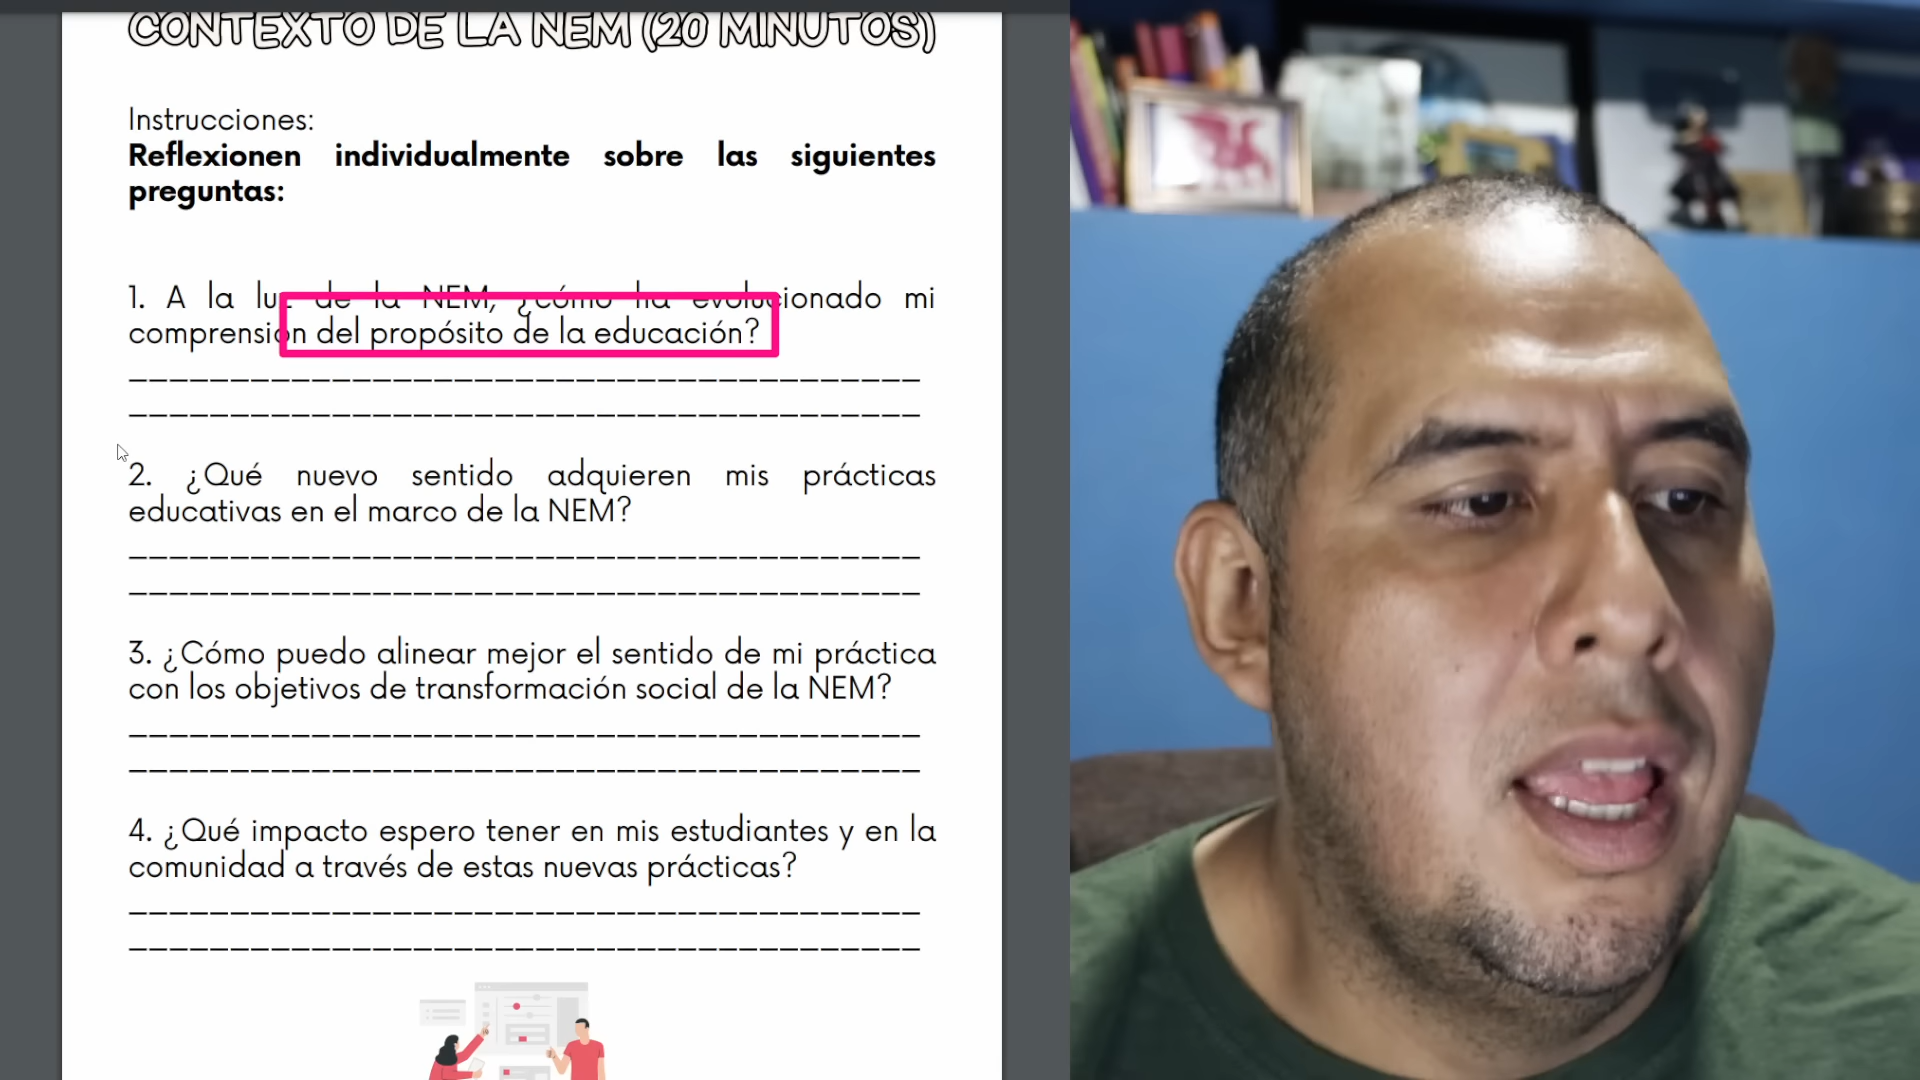 CONTEXTO DE LA NEM (20 MINUTOS)
Instrucciones:
Reflexionen individualmente sobre las siguientes
preguntas:
1. A la luz de la NEM, ¿cómo ha evolucionado mi
comprensión del propósito de la educación?
2. ¿Qué nuevo sentido adquieren mis prácticas
educativas en el marco de la NEM?
3. ¿Cómo puedo alinear mejor el sentido de mi práctica
con los objetivos de transformación social de la NEM?
4. ¿Qué impacto espero tener en mis estudiantes y en la
comunidad a través de estas nuevas prácticas?